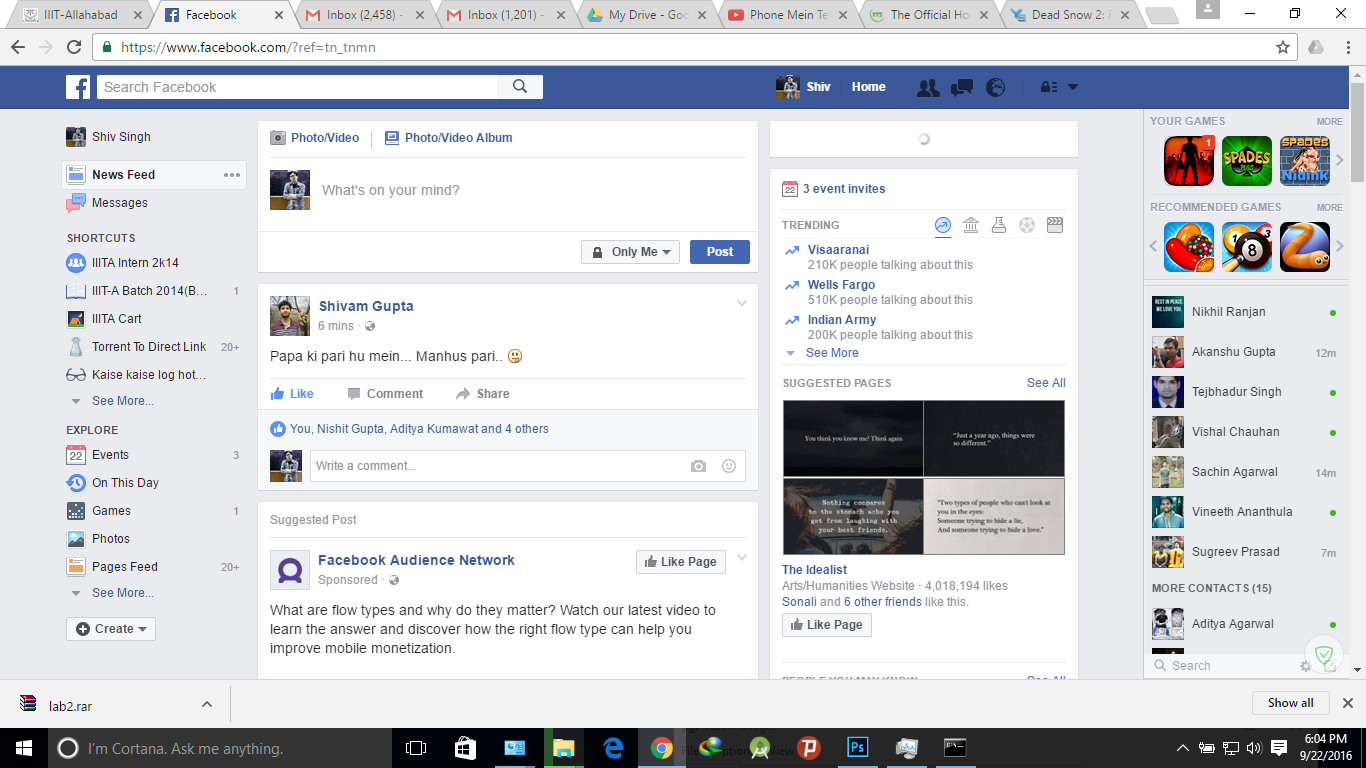 IIIT-Allahabad
Facebook
Inbox (2,458) -
Inbox (1,201) -
My Drive - Goo
Phone Mein Te
The Official Ho
Dead Snow 2:
https://www.facebook.com/?ref=tn_tnmn
Search Facebook
Shiv
Home
Shiv Singh
News Feed
Messages
SHORTCUTS
IIITA Intern 2k14
IIIT-A Batch 2014(B... 1
IIITA Cart
Torrent To Direct Link 20+
Kaise kaise log hot...
See More...
EXPLORE
Events 3
On This Day
Games 1
Photos
Pages Feed 20+
See More...
Create
Photo/Video
Photo/Video Album
What's on your mind?
Only Me
Post
Shivam Gupta
6 mins ·
Papa ki pari hu mein... Manhus pari..
Like Comment Share
You, Nishit Gupta, Aditya Kumawat and 4 others
Write a comment...
Suggested Post
Facebook Audience Network
Sponsored ·
Like Page
What are flow types and why do they matter? Watch our latest video to
learn the answer and discover how the right flow type can help you
improve mobile monetization.
22
3 event invites
TRENDING
Visaaranai
210K people talking about this
Wells Fargo
510K people talking about this
Indian Army
200K people talking about this
See More
SUGGESTED PAGES
See All
You think you know me? Think again.
"Just a year ago, things were
so different."
Nothing compares
to the stomach ache you
get from laughing with
your best friends.
"Two types of people who can't look at
you in the eyes:
Someone trying to hide a lie,
And someone trying to hide a love."
The Idealist
Arts/Humanities Website · 4,018,194 likes
Sonali and 6 other friends like this.
Like Page
PEOPLE YOU MAY KNOW
See All
YOUR GAMES
MORE
1
SPADES
PLUS
SPADES
Nidink
RECOMMENDED GAMES
MORE
8
3
REST IN PEACE,
WE LOVE YOU.
Nikhil Ranjan
Akanshu Gupta 12m
Tejbhadur Singh
Vishal Chauhan
Sachin Agarwal 14m
Vineeth Ananthula
Sugreev Prasad 7m
MORE CONTACTS (15)
Aditya Agarwal
Search
lab2.rar
Show all
I'm Cortana. Ask me anything.
6:04 PM
9/22/2016